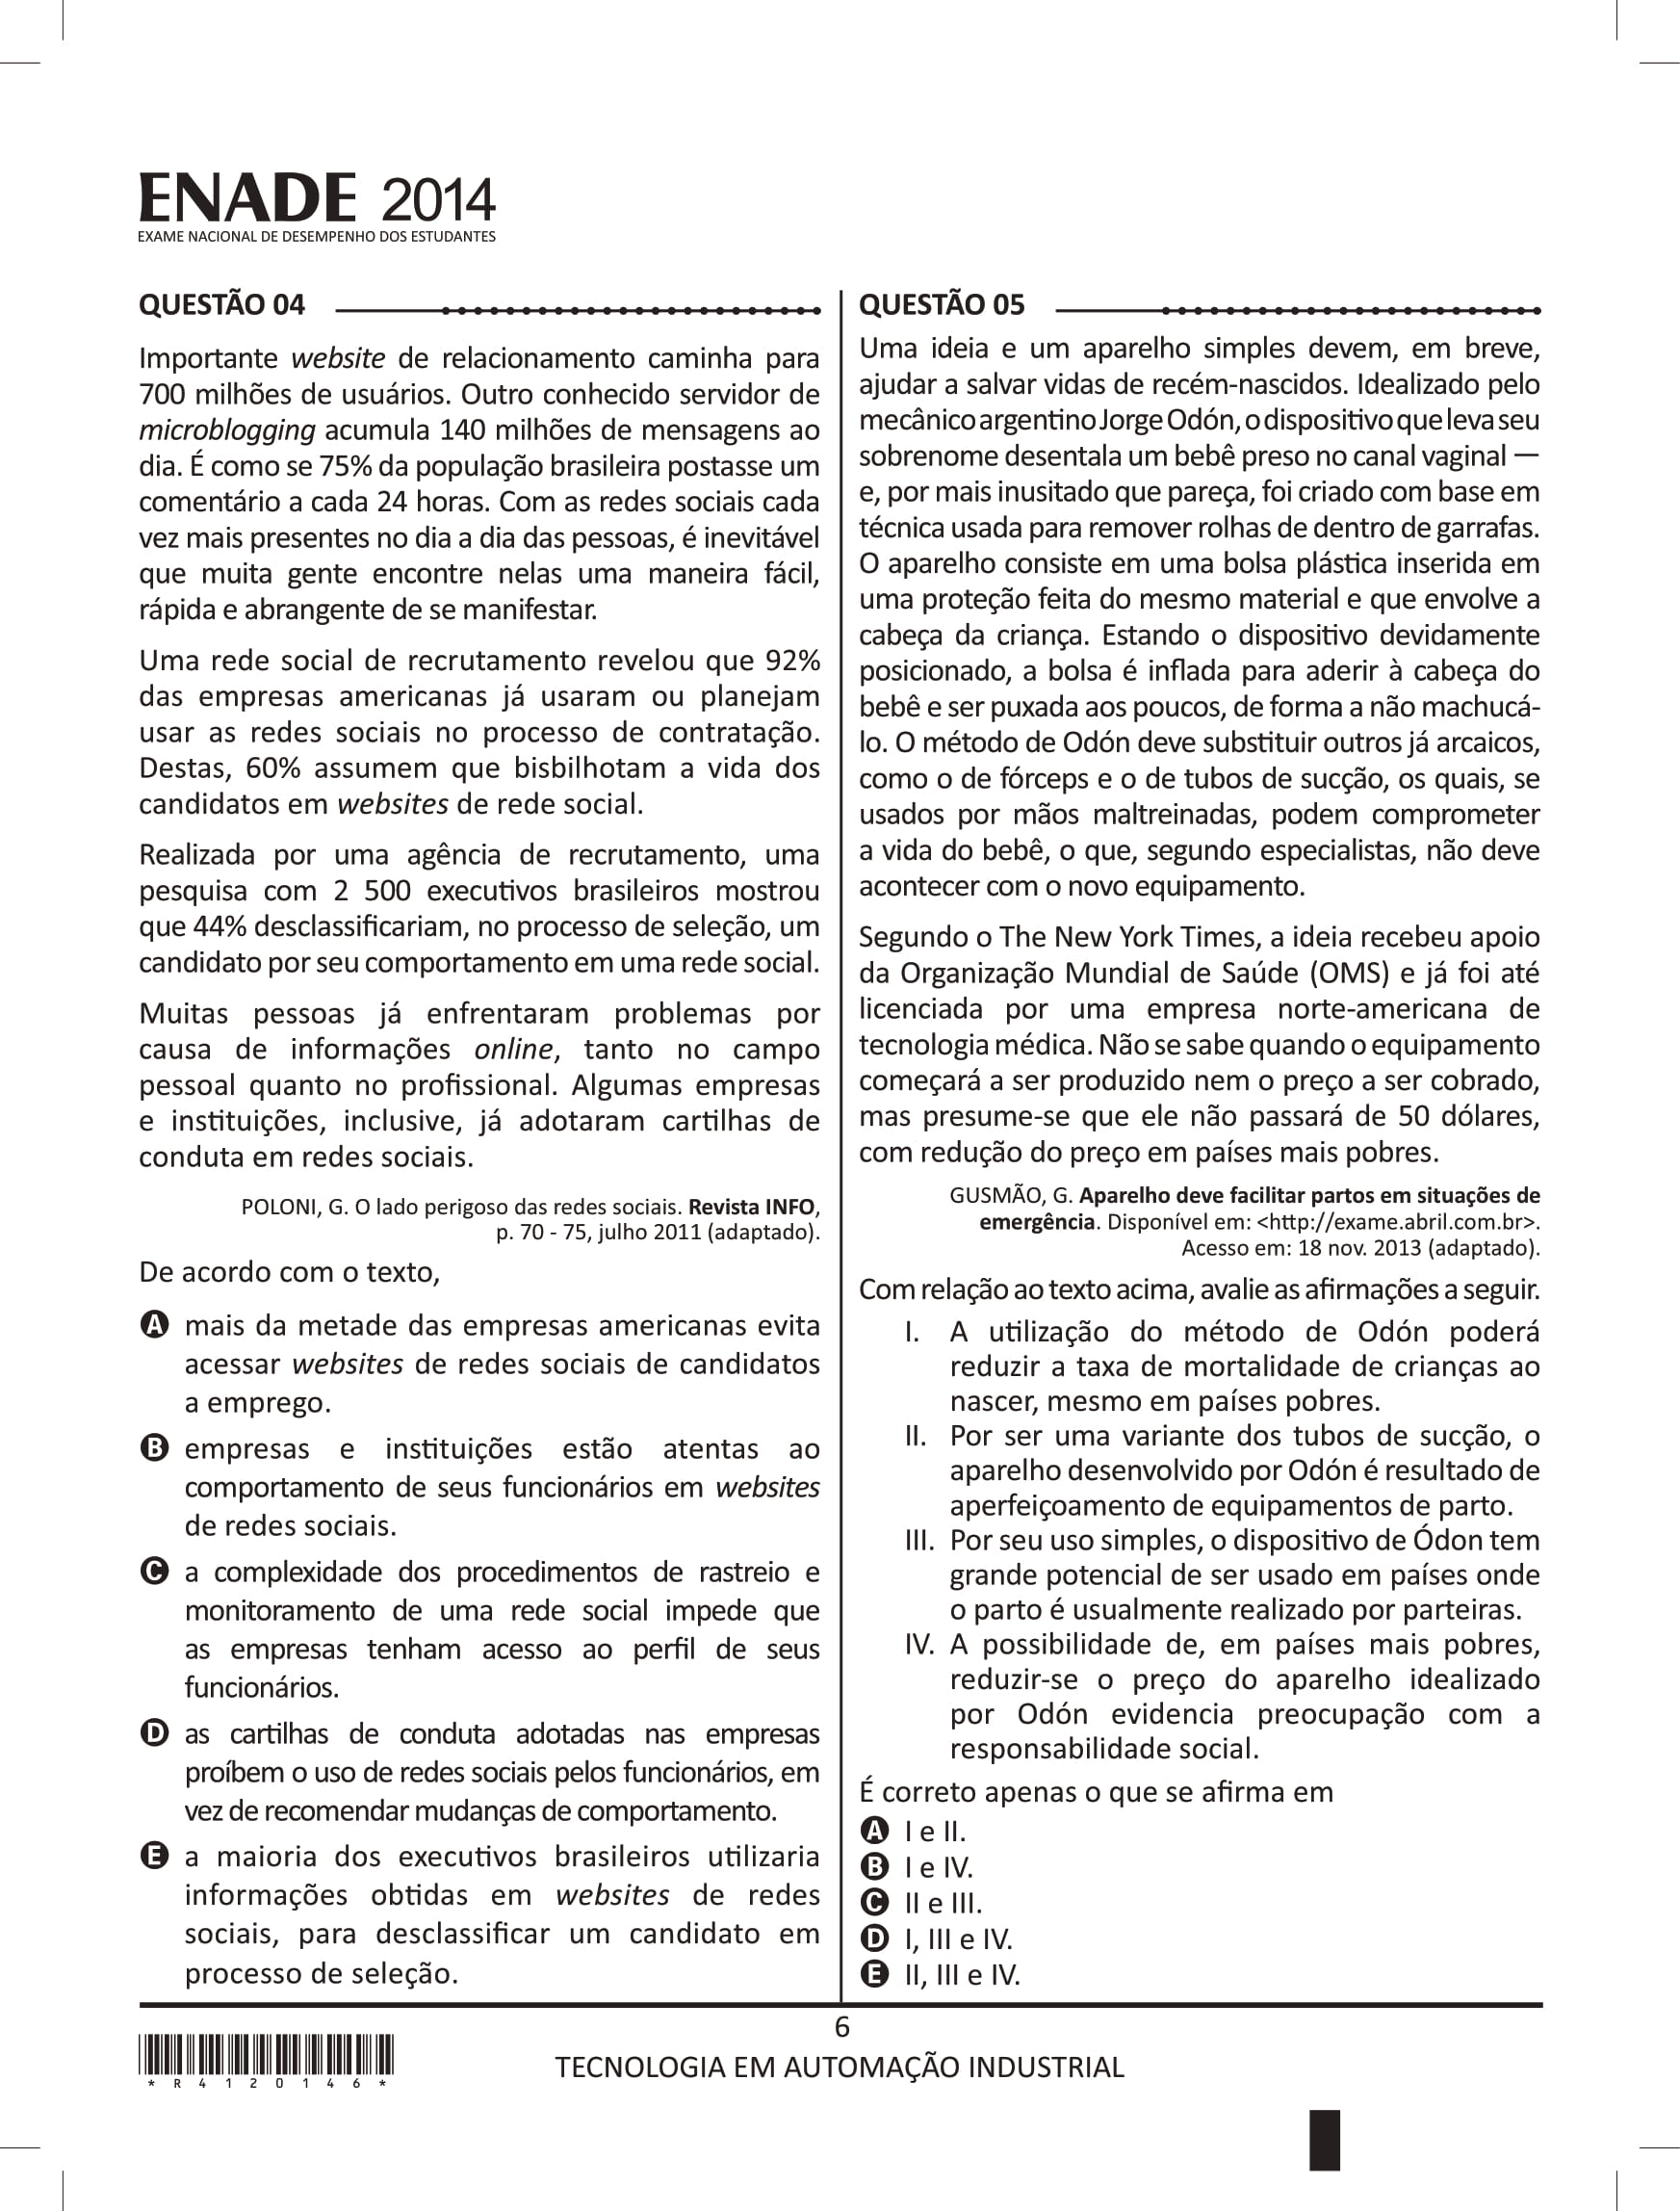 ENADE 2014
EXAME NACIONAL DE DESEMPENHO DOS ESTUDANTES
QUESTÃO 04
Importante website de relacionamento caminha para
700 milhões de usuários. Outro conhecido servidor de
microblogging acumula 140 milhões de mensagens ao
dia. É como se 75% da população brasileira postasse um
comentário a cada 24 horas. Com as redes sociais cada
vez mais presentes no dia a dia das pessoas, é inevitável
que muita gente encontre nelas uma maneira fácil,
rápida e abrangente de se manifestar.
Uma rede social de recrutamento revelou que 92%
das empresas americanas já usaram ou planejam
usar as redes sociais no processo de contratação.
Destas, 60% assumem que bisbilhotam a vida dos
candidatos em websites de rede social.
Realizada por uma agência de recrutamento, uma
pesquisa com 2 500 executivos brasileiros mostrou
que 44% desclassificariam, no processo de seleção, um
candidato por seu comportamento em uma rede social.
Muitas pessoas já enfrentaram problemas por
causa de informações online, tanto no campo
pessoal quanto no profissional. Algumas empresas
e instituições, inclusive, já adotaram cartilhas de
conduta em redes sociais.
POLONI, G. O lado perigoso das redes sociais. Revista INFO,
p. 70 - 75, julho 2011 (adaptado).
De acordo com o texto,
A mais da metade das empresas americanas evita
acessar websites de redes sociais de candidatos
a emprego.
B empresas e instituições estão atentas ao
comportamento de seus funcionários em websites
de redes sociais.
C a complexidade dos procedimentos de rastreio e
monitoramento de uma rede social impede que
as empresas tenham acesso ao perfil de seus
funcionários.
D as cartilhas de conduta adotadas nas empresas
proíbem o uso de redes sociais pelos funcionários, em
vez de recomendar mudanças de comportamento.
E a maioria dos executivos brasileiros utilizaria
informações obtidas em websites de redes
sociais, para desclassificar um candidato em
processo de seleção.
QUESTÃO 05
Uma ideia e um aparelho simples devem, em breve,
ajudar a salvar vidas de recém-nascidos. Idealizado pelo
mecânico argentino Jorge Odón, o dispositivo que leva seu
sobrenome desentala um bebê preso no canal vaginal —
e, por mais inusitado que pareça, foi criado com base em
técnica usada para remover rolhas de dentro de garrafas.
O aparelho consiste em uma bolsa plástica inserida em
uma proteção feita do mesmo material e que envolve a
cabeça da criança. Estando o dispositivo devidamente
posicionado, a bolsa é inflada para aderir à cabeça do
bebê e ser puxada aos poucos, de forma a não machucá-
lo. O método de Odón deve substituir outros já arcaicos,
como o de fórceps e o de tubos de sucção, os quais, se
usados por mãos maltreinadas, podem comprometer
a vida do bebê, o que, segundo especialistas, não deve
acontecer com o novo equipamento.
Segundo o The New York Times, a ideia recebeu apoio
da Organização Mundial de Saúde (OMS) e já foi até
licenciada por uma empresa norte-americana de
tecnologia médica. Não se sabe quando o equipamento
começará a ser produzido nem o preço a ser cobrado,
mas presume-se que ele não passará de 50 dólares,
com redução do preço em países mais pobres.
GUSMÃO, G. Aparelho deve facilitar partos em situações de
emergência. Disponível em: <http://exame.abril.com.br>.
Acesso em: 18 nov. 2013 (adaptado).
Com relação ao texto acima, avalie as afirmações a seguir.
I. A utilização do método de Odón poderá
reduzir a taxa de mortalidade de crianças ao
nascer, mesmo em países pobres.
II. Por ser uma variante dos tubos de sucção, o
aparelho desenvolvido por Odón é resultado de
aperfeiçoamento de equipamentos de parto.
III. Por seu uso simples, o dispositivo de Ódon tem
grande potencial de ser usado em países onde
o parto é usualmente realizado por parteiras.
IV. A possibilidade de, em países mais pobres,
reduzir-se o preço do aparelho idealizado
por Odón evidencia preocupação com a
responsabilidade social.
É correto apenas o que se afirma em
A I e II.
B I e IV.
C II e III.
D I, III e IV.
E II, III e IV.
6
TECNOLOGIA EM AUTOMAÇÃO INDUSTRIAL
* R 4 1 2 0 1 4 6 *